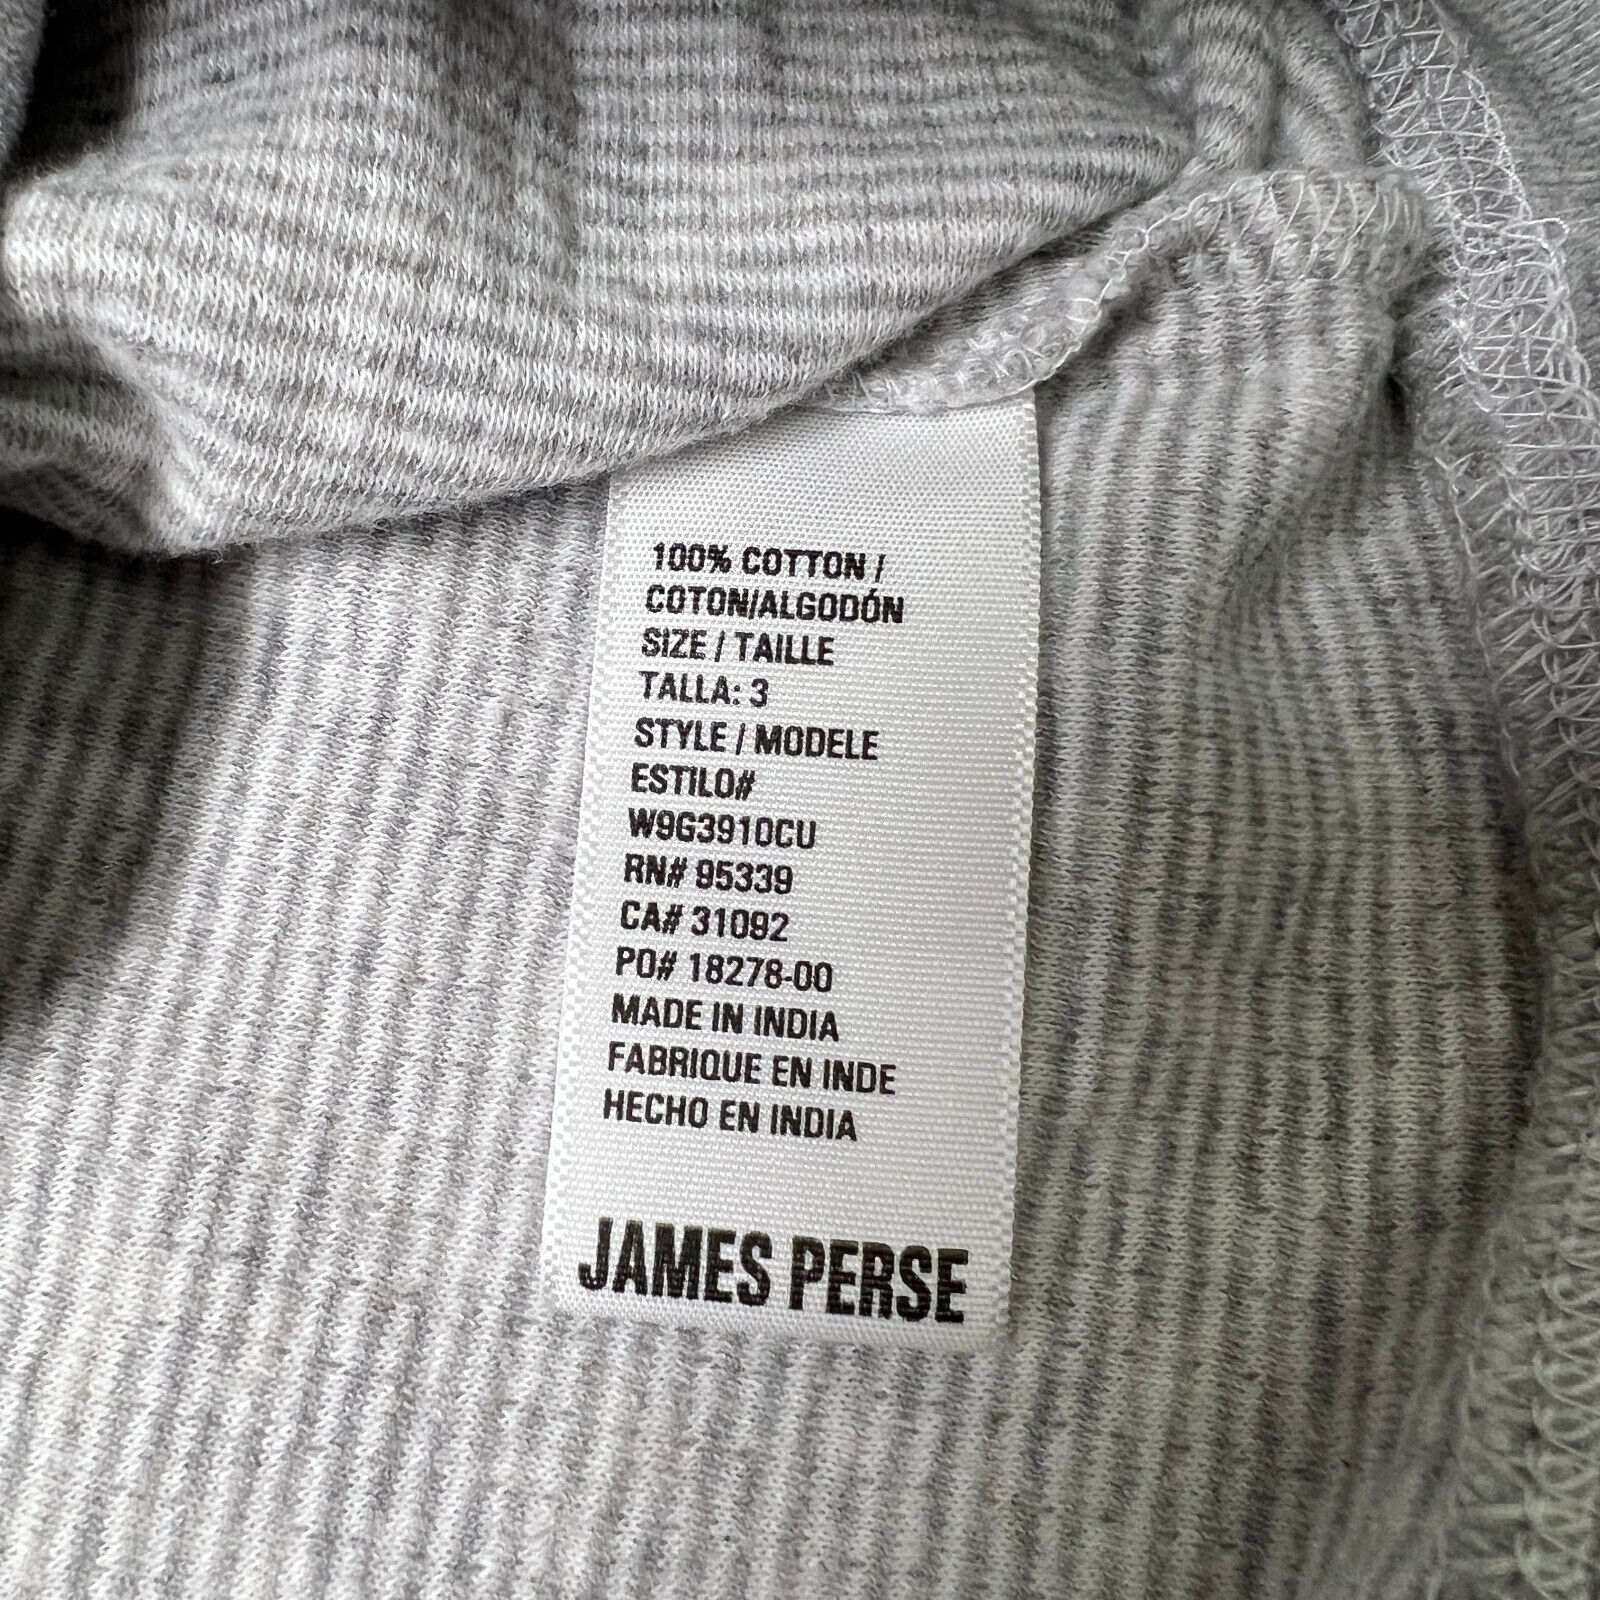 100% COTTON /
COTON/ALGODÓN
SIZE / TAILLE
TALLA: 3
STYLE / MODELE
ESTILO#
W9G3910CU
RN# 95339
CA# 31092
PO# 18278-00
MADE IN INDIA
FABRIQUE EN INDE
HECHO EN INDIA
JAMES PERSE